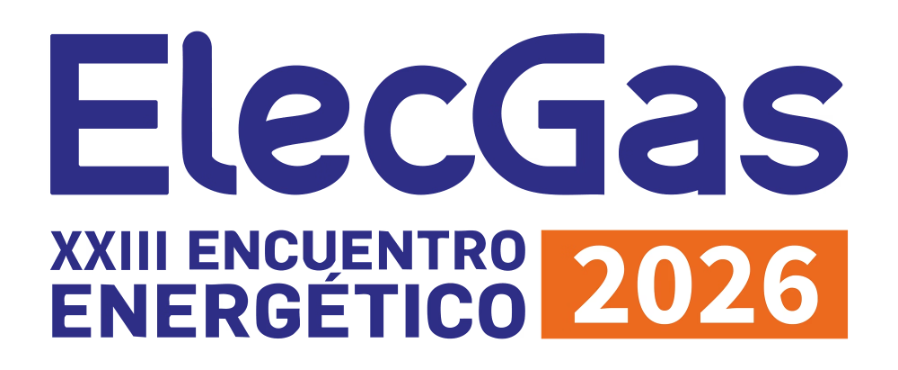 ElecGas
XXIII ENCUENTRO
ENERGÉTICO
2026